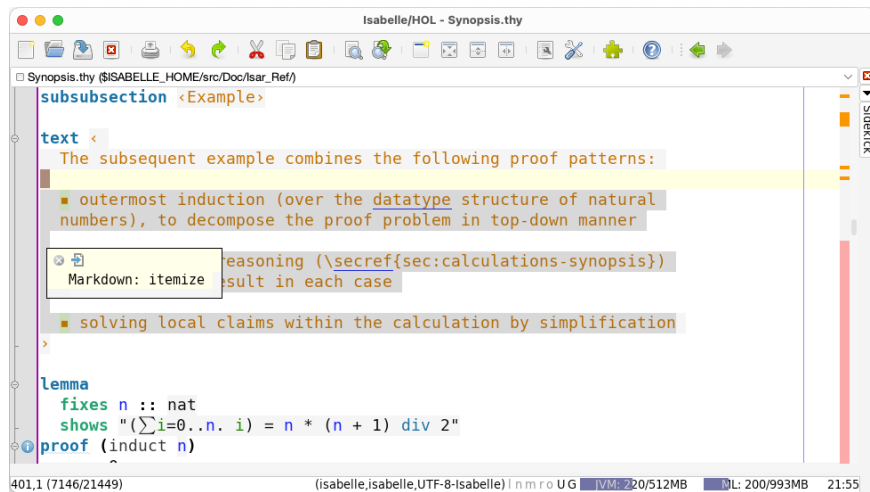 Isabelle/HOL - Synopsis.thy
Synopsis.thy ($ISABELLE_HOME/src/Doc/Isar_Ref/)
Sidekick
subsubsection ‹Example›
text ‹
The subsequent example combines the following proof patterns:
▪ outermost induction (over the datatype structure of natural
numbers), to decompose the proof problem in top-down manner
reasoning (\secref{sec:calculations-synopsis})
Markdown: itemize
in each case
▪ solving local claims within the calculation by simplification
›
lemma
fixes n :: nat
shows "(∑i=0..n. i) = n * (n + 1) div 2"
proof (induct n)
401,1 (7146/21449)
(isabelle,isabelle,UTF-8-Isabelle) l n m r o U G JVM: 220/512MB ML: 200/993MB 21:55